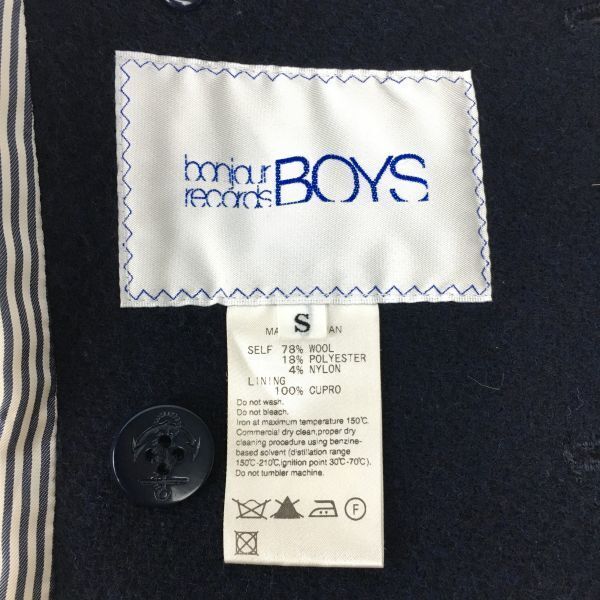 bonjour
records BOYS
S
MA AN
SELF 78% WOOL
18% POLYESTER
4% NYLON
LINING
100% CUPRO
Do not wash.
Do not bleach.
Iron at maximum temperature 150℃.
Commercial dry clean,proper dry
cleaning procedure using benzine-
based solvent (distillation range
150℃-210℃,ignition point 30℃-70℃).
Do not tumbler machine.
F